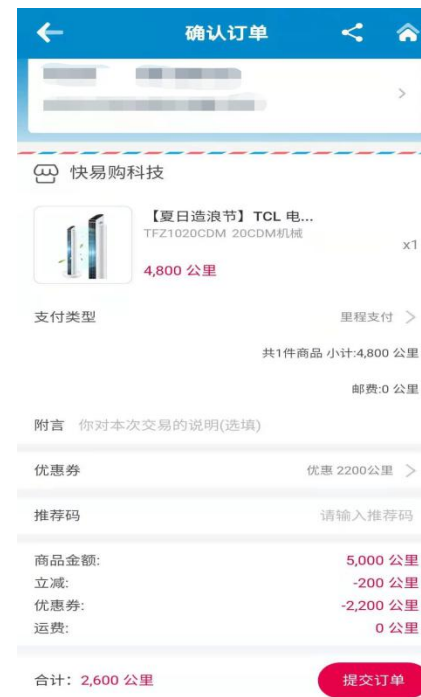 确认订单
快易购科技
【夏日造浪节】TCL 电...
TFZ1020CDM 20CDM机械
x1
4,800 公里
支付类型 里程支付
共1件商品 小计:4,800 公里
邮费:0 公里
附言 你对本次交易的说明(选填)
优惠券 优惠 2200公里
推荐码 请输入推荐码
商品金额: 5,000 公里
立减: -200 公里
优惠券: -2,200 公里
运费: 0 公里
合计：2,600 公里 提交订单